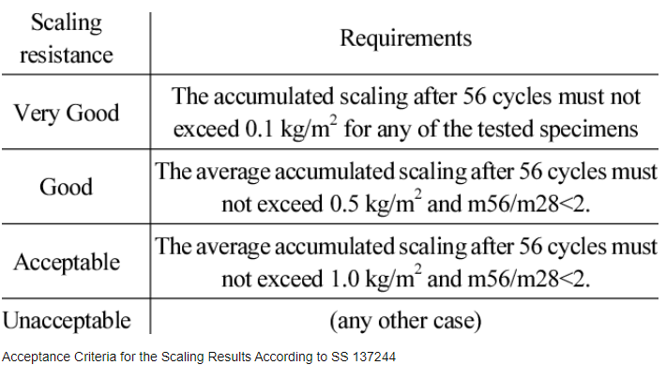 Scaling resistance Requirements
Very Good The accumulated scaling after 56 cycles must not exceed 0.1 kg/m² for any of the tested specimens
Good The average accumulated scaling after 56 cycles must not exceed 0.5 kg/m² and m56/m28<2.
Acceptable The average accumulated scaling after 56 cycles must not exceed 1.0 kg/m² and m56/m28<2.
Unacceptable (any other case)
Acceptance Criteria for the Scaling Results According to SS 137244